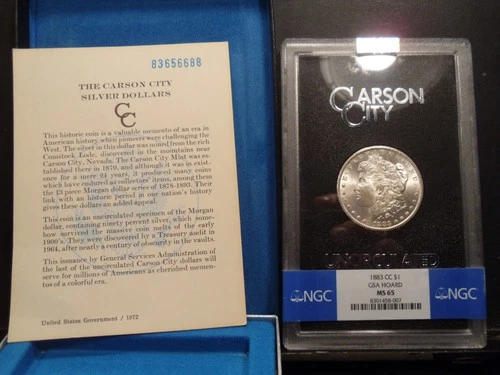 83656688
THE CARSON CITY
SILVER DOLLARS
CC
This historic coin is a valuable memento of an era in
American history when pioneers were challenging the
West. The silver in this dollar was mined from the rich
Comstock Lode, discovered in the mountains near
Carson City, Nevada. The Carson City Mint was es-
tablished there in 1870, and although it was in exist-
ence for a mere 24 years, it produced many coins
which have endured as collectors' items, among them
the 13 piece Morgan dollar series of 1878-1893. Their
link with an historic period in our nation's history
gives these dollars an added appeal.
This coin is an uncirculated specimen of the Morgan
dollar, containing ninety percent silver, which some-
how survived the massive coin melts of the early
1900's. They were discovered by a Treasury audit in
1964, after nearly a century of obscurity in the vaults.
This issuance by General Services Administration of
the last of the uncirculated Carson City dollars will
serve for millions of Americans as cherished memen-
tos of a colorful era.
United States Government / 1972
CARSON
CITY
UNCIRCULATED
NGC
1883 CC $1
GSA HOARD
MS 65
8301458-007
NGC